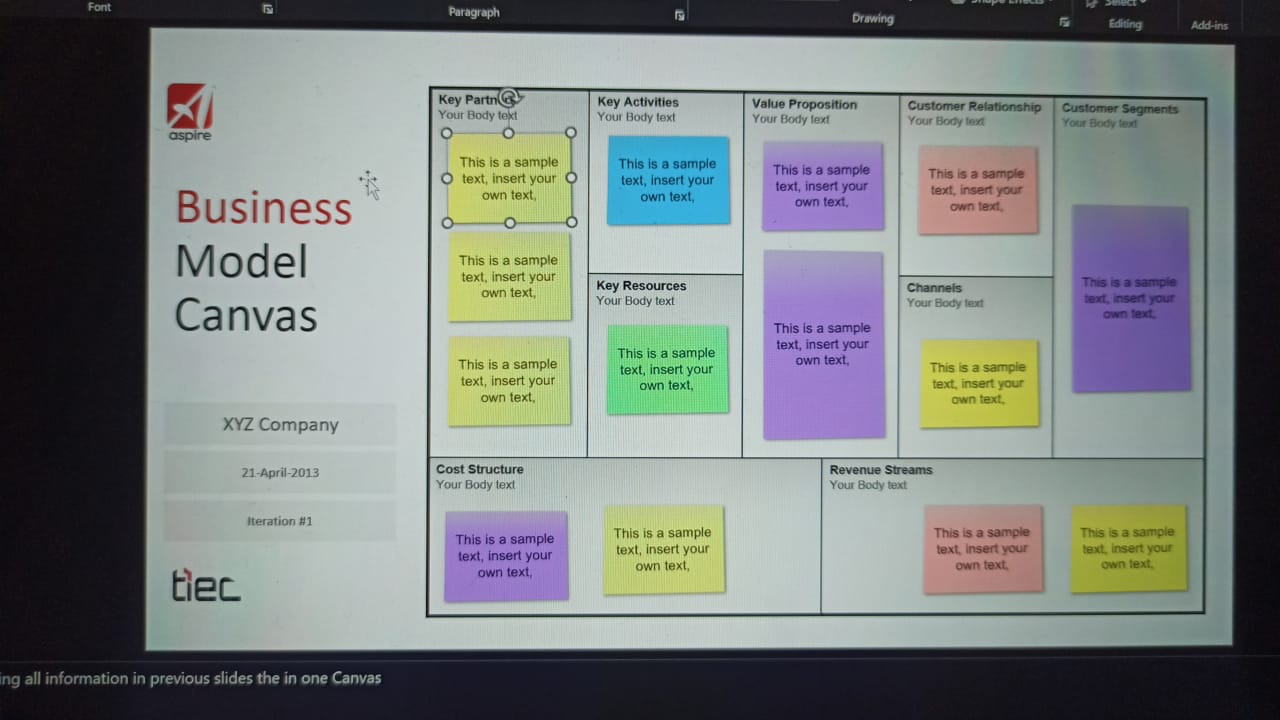 Font
Paragraph
Drawing
Editing
Add-ins
aspire
Business
Model
Canvas
XYZ Company
21-April-2013
Iteration #1
tiec
Key Partn
Your Body text
This is a sample
text, insert your
own text,
This is a sample
text, insert your
own text,
This is a sample
text, insert your
own text,
Key Activities
Your Body text
This is a sample
text, insert your
own text,
Key Resources
Your Body text
This is a sample
text, insert your
own text,
Value Proposition
Your Body text
This is a sample
text, insert your
own text,
This is a sample
text, insert your
own text,
Customer Relationship
Your Body text
This is a sample
text, insert your
own text,
Channels
Your Body text
This is a sample
text, insert your
own text,
Customer Segments
Your Body text
This is a sample
text, insert your
own text,
Cost Structure
Your Body text
This is a sample
text, insert your
own text,
This is a sample
text, insert your
own text,
Revenue Streams
Your Body text
This is a sample
text, insert your
own text,
This is a sample
text, insert your
own text,
ing all information in previous slides the in one Canvas